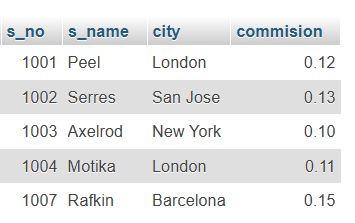 s_no s_name city commision
1001 Peel London 0.12
1002 Serres San Jose 0.13
1003 Axelrod New York 0.10
1004 Motika London 0.11
1007 Rafkin Barcelona 0.15